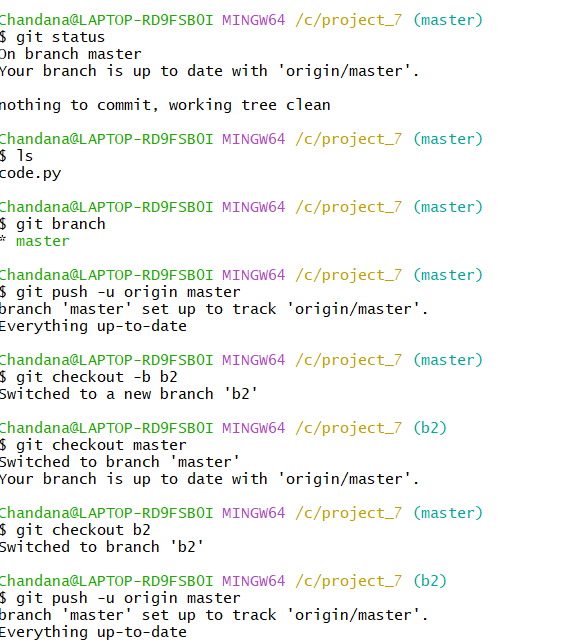 Chandana@LAPTOP-RD9FSB0I MINGW64 /c/project_7 (master)
$ git status
On branch master
Your branch is up to date with 'origin/master'.
nothing to commit, working tree clean
Chandana@LAPTOP-RD9FSB0I MINGW64 /c/project_7 (master)
$ ls
code.py
Chandana@LAPTOP-RD9FSB0I MINGW64 /c/project_7 (master)
$ git branch
* master
Chandana@LAPTOP-RD9FSB0I MINGW64 /c/project_7 (master)
$ git push -u origin master
branch 'master' set up to track 'origin/master'.
Everything up-to-date
Chandana@LAPTOP-RD9FSB0I MINGW64 /c/project_7 (master)
$ git checkout -b b2
Switched to a new branch 'b2'
Chandana@LAPTOP-RD9FSB0I MINGW64 /c/project_7 (b2)
$ git checkout master
Switched to branch 'master'
Your branch is up to date with 'origin/master'.
Chandana@LAPTOP-RD9FSB0I MINGW64 /c/project_7 (master)
$ git checkout b2
Switched to branch 'b2'
Chandana@LAPTOP-RD9FSB0I MINGW64 /c/project_7 (b2)
$ git push -u origin master
branch 'master' set up to track 'origin/master'.
Everything up-to-date